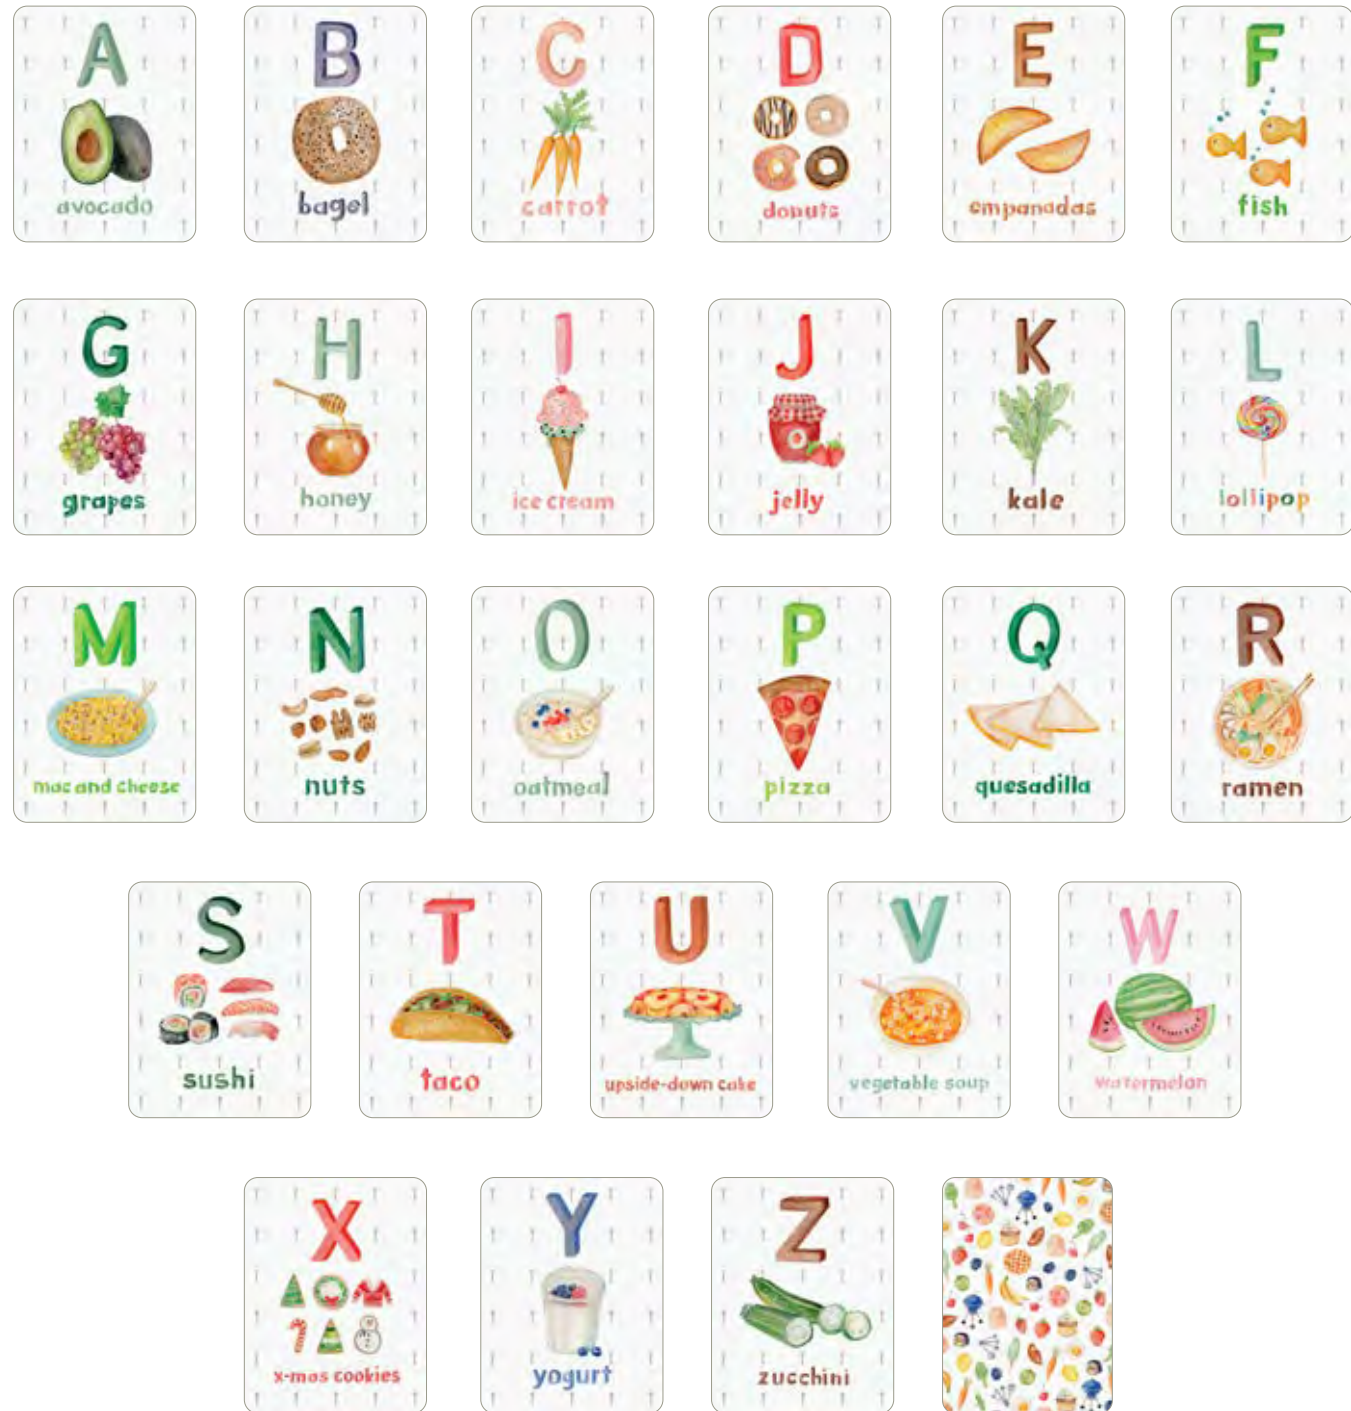 A
avocado
B
bagel
C
carrot
D
donuts
E
empanadas
F
fish
G
grapes
H
honey
I
ice cream
J
jelly
K
kale
L
lollipop
M
mac and cheese
N
nuts
O
oatmeal
P
pizza
Q
quesadilla
R
ramen
S
sushi
T
taco
U
upside-down cake
V
vegetable soup
W
watermelon
X
x-mas cookies
Y
yogurt
Z
zucchini